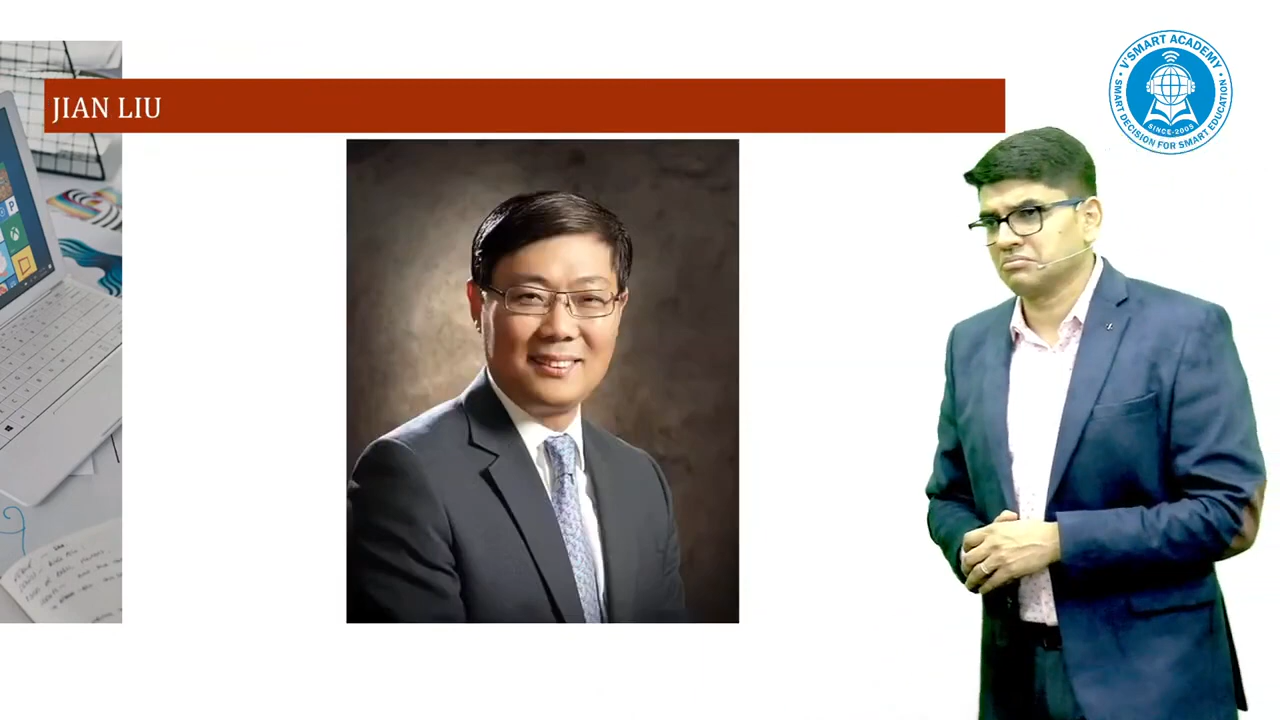 JIAN LIU
V'SMART ACADEMY
SINCE-2005
SMART DECISION FOR SMART EDUCATION